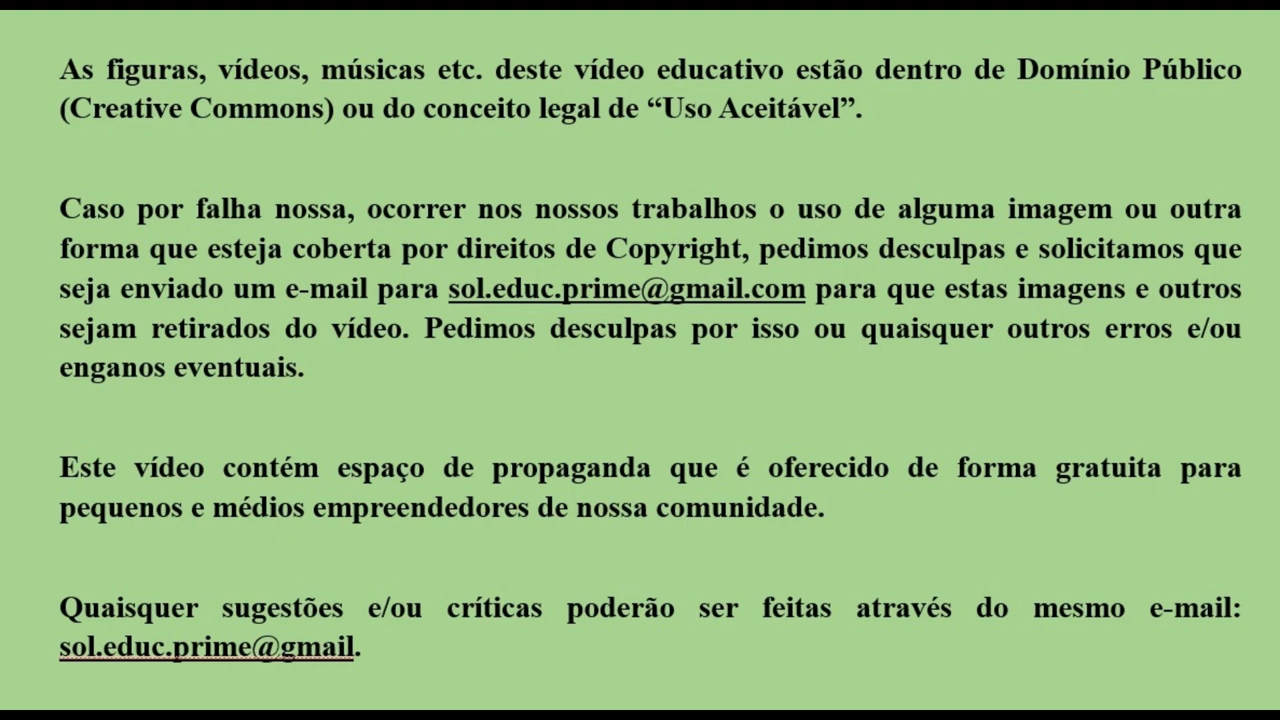 As figuras, vídeos, músicas etc. deste vídeo educativo estão dentro de Domínio Público
(Creative Commons) ou do conceito legal de “Uso Aceitável”.
Caso por falha nossa, ocorrer nos nossos trabalhos o uso de alguma imagem ou outra
forma que esteja coberta por direitos de Copyright, pedimos desculpas e solicitamos que
seja enviado um e-mail para sol.educ.prime@gmail.com para que estas imagens e outros
sejam retirados do vídeo. Pedimos desculpas por isso ou quaisquer outros erros e/ou
enganos eventuais.
Este vídeo contém espaço de propaganda que é oferecido de forma gratuita para
pequenos e médios empreendedores de nossa comunidade.
Quaisquer sugestões e/ou críticas poderão ser feitas através do mesmo e-mail:
sol.educ.prime@gmail.